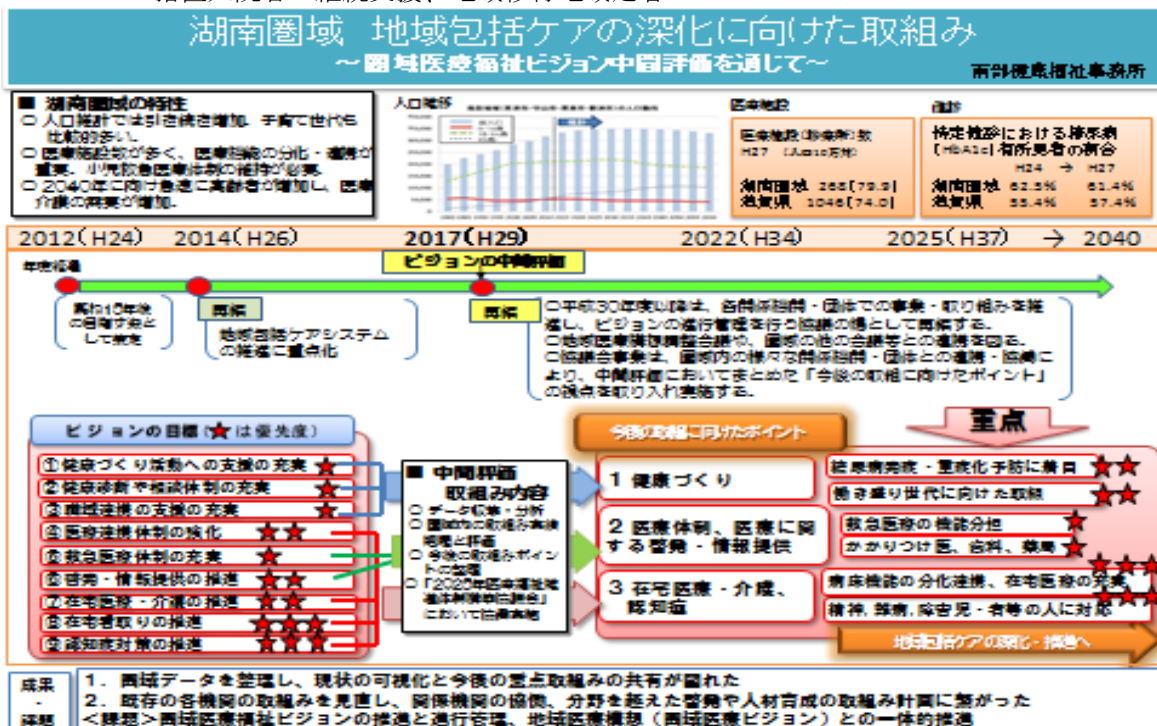 湖南圏域 地域包括ケアの深化に向けた取組み
～圏域医療福祉ビジョン中間評価を通じて～
南部健康福祉事務所
■ 湖南圏域の特性
○ 人口推計では引き続き増加、子育て世代も
比較的多い。
○ 医療施設数が多く、医療機能の分化・連携が
重要。小児救急医療体制の維持が必要。
○ 2040年に向け急速に高齢者が増加し、医療
介護の需要が増加。
人口推移
医療施設
医療施設(診療所)数
H27 (人口10万対)
湖南圏域 268[79.9]
滋賀県 1046[74.0]
健診
特定健診における糖尿病
[HbA1c]有所見者の割合
H24 → H27
湖南圏域 62.3% 61.4%
滋賀県 55.4% 57.4%
2012(H24) 2014(H26) 2017(H29) 2022(H34) 2025(H37) → 2040
ビジョンの中間評価
年度経過
概ね10年後
の目指す姿と
して策定
再編
地域包括ケアシステム
の推進に重点化
再編
○平成30年度以降は、各関係機関・団体での事業・取り組みを推
進し、ビジョンの進行管理を行う協議の場として再編する。
○地域医療構想調整会議や、圏域の他の会議等との連携を図る。
○協議会事業は、圏域内の様々な関係機関・団体との連携・協働に
より、中間評価においてまとめた「今後の取組に向けたポイント」
の視点を取り入れ実施する。
ビジョンの目標(★は優先度)
①健康づくり活動への支援の充実 ★
②健康診断や相談体制の充実 ★
③職域連携の支援の充実 ★
④医療連携体制の強化 ★★
⑤救急医療体制の充実 ★
⑥啓発・情報提供の推進 ★★
⑦在宅医療・介護の推進 ★★
⑧在宅看取りの推進 ★★★
⑨認知症対策の推進 ★★★
■ 中間評価
取組み内容
○ データ収集・分析
○ 圏域内の取組み実績
整理と評価
○ 今後の取組みポイン
トの整理
○「2025年医療福祉推
進体制検討協議会」
において協議実施
今後の取組に向けたポイント
1 健康づくり
2 医療体制、医療に関
する啓発・情報提供
3 在宅医療・介護、
認知症
重点
糖尿病発症・重症化予防に着目 ★★
働き盛り世代に向けた取組 ★★
救急医療の機能分担 ★
かかりつけ医、歯科、薬局 ★
病床機能の分化連携、在宅医療の充実 ★★★
精神、難病、障害児・者等の人に対応 ★★★
地域包括ケアの深化・推進へ
成果
・
課題
1．圏域データを整理し、現状の可視化と今後の重点取組みの共有が図れた
2．既存の各機関の取組みを見直し、関係機関の協働、分野を越えた啓発や人材育成の取組み計画に繋がった
＜課題＞圏域医療福祉ビジョンの推進と進行管理、地域医療構想（圏域医療ビジョン）との一体的推進